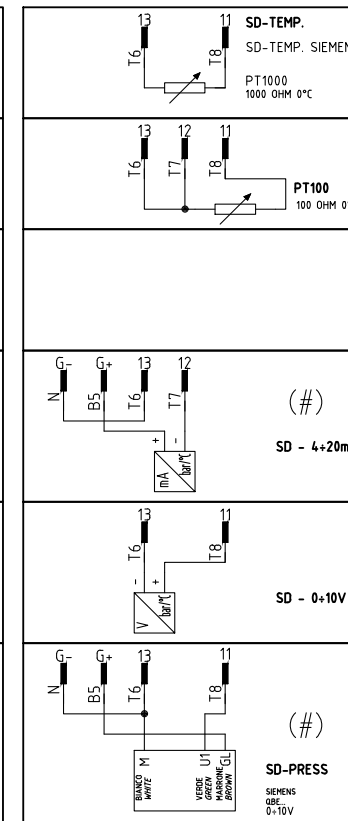 13 11 SD-TEMP.
T6 T8 SD-TEMP. SIEMEN
PT1000
1000 OHM 0°C
13 12 11
T6 T7 T8
PT100
100 OHM 0°
G- G+ 13 12
N B5 T6 T7
(#)
+ -
mA bar/°C
SD - 4÷20m
13 11
T6 T8
- +
V bar/°C
SD - 0÷10V
G- G+ 13 11
N B5 T6 T8
(#)
M U1 GL
BIANCO
WHITE
VERDE
GREEN
MARRONE
BROWN
SD-PRESS
SIEMENS
QBE...
0÷10V